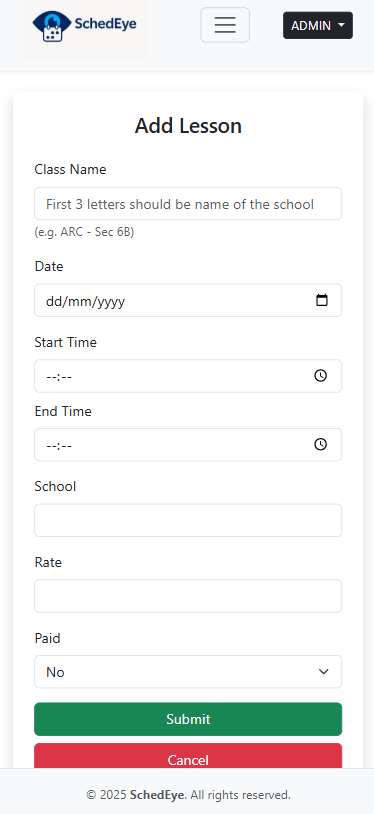 SchedEye
ADMIN
Add Lesson
Class Name
First 3 letters should be name of the school
(e.g. ARC - Sec 6B)
Date
dd/mm/yyyy
Start Time
--:--
End Time
--:--
School
Rate
Paid
No
Submit
Cancel
© 2025 SchedEye. All rights reserved.